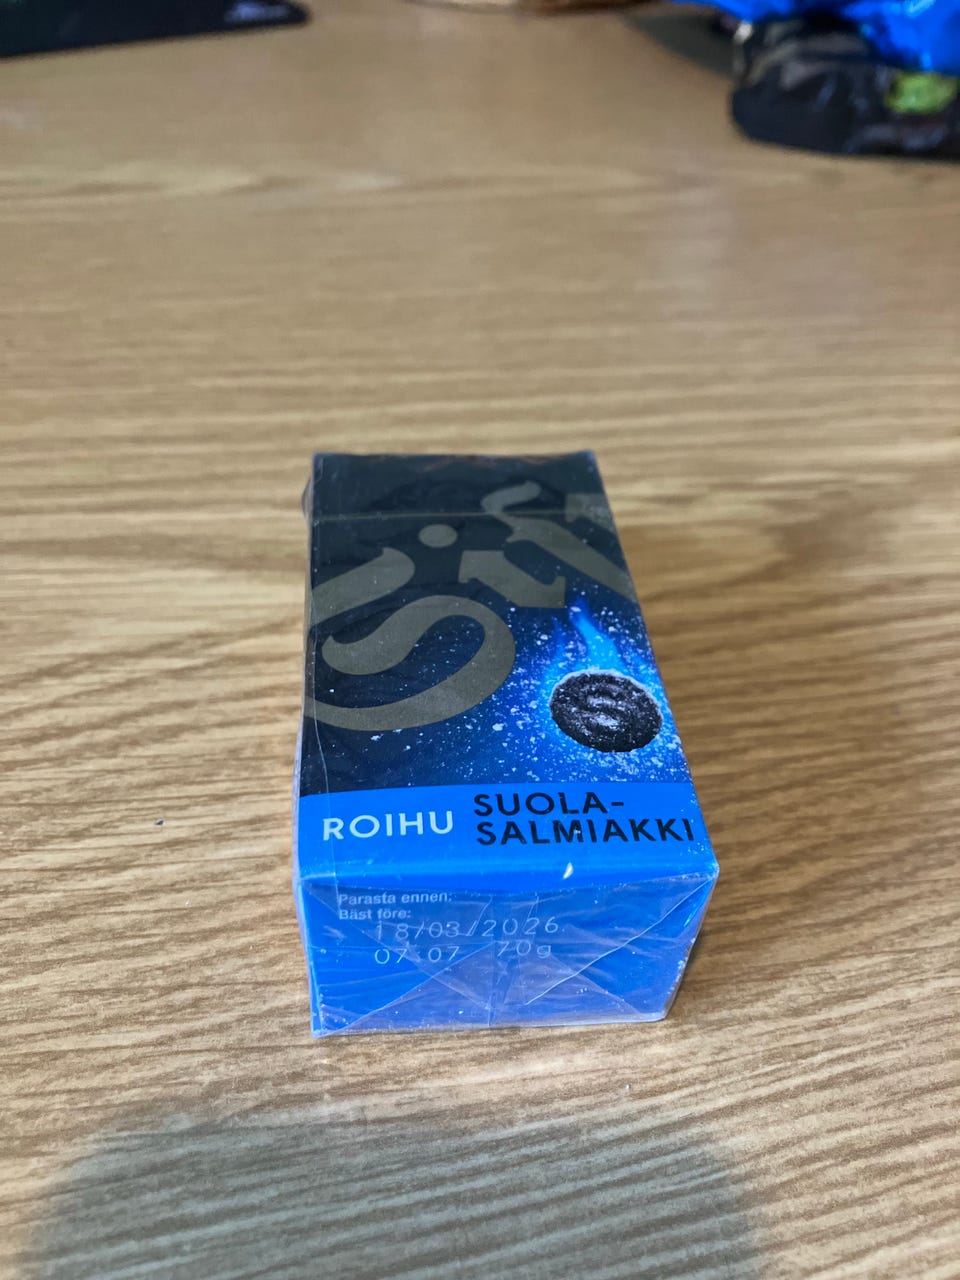 ROIHU
SUOLA-
SALMIAKKI
Parasta ennen:
Bäst före:
18/03/2026
07:07 70g